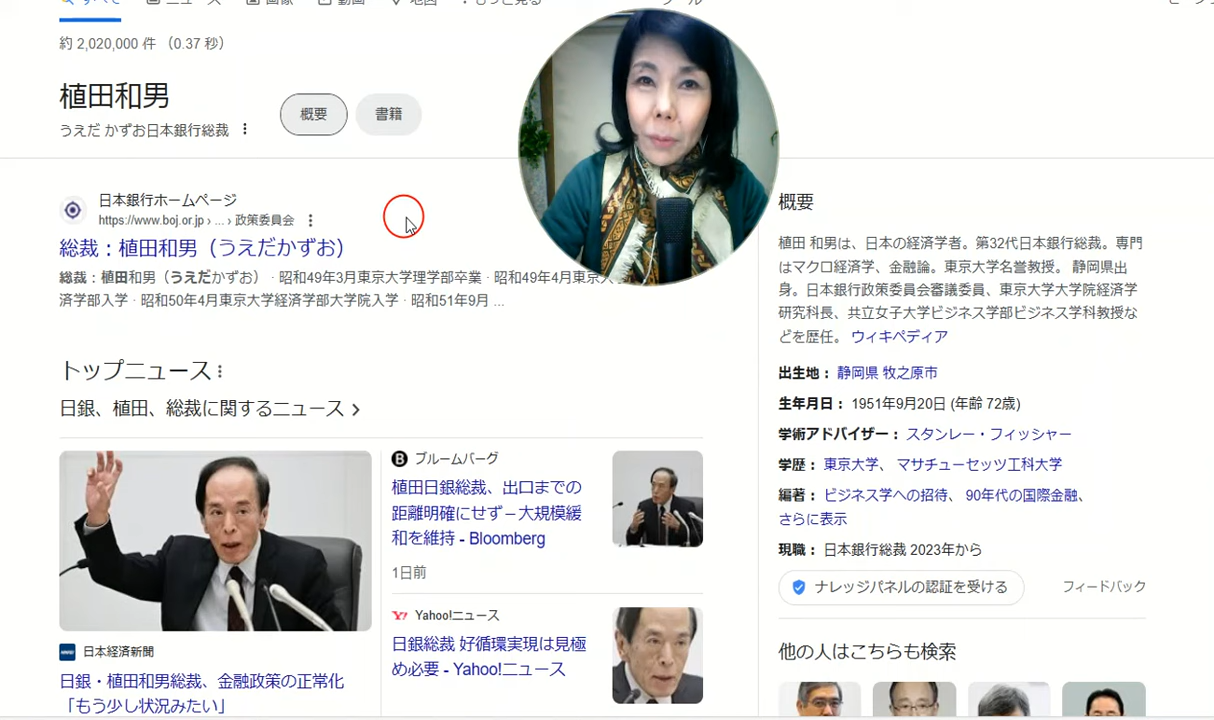 約 2,020,000 件 （0.37 秒）
植田和男
うえだ かずお日本銀行総裁
概要
書籍
日本銀行ホームページ
https://www.boj.or.jp › ... › 政策委員会
総裁：植田和男（うえだかずお）
総裁：植田和男（うえだかずお） · 昭和49年3月東京大学理学部卒業 · 昭和49年4月東京大
済学部入学 · 昭和50年4月東京大学経済学部大学院入学 · 昭和51年9月 ...
トップニュース
日銀、植田、総裁に関するニュース
日本経済新聞
日銀・植田和男総裁、金融政策の正常化
「もう少し状況みたい」
ブルームバーグ
植田日銀総裁、出口までの
距離明確にせず－大規模緩
和を維持 - Bloomberg
1日前
Yahoo!ニュース
日銀総裁 好循環実現は見極
め必要 - Yahoo!ニュース
概要
植田 和男は、日本の経済学者。第32代日本銀行総裁。専門
はマクロ経済学、金融論。東京大学名誉教授。 静岡県出
身。日本銀行政策委員会審議委員、東京大学大学院経済学
研究科長、共立女子大学ビジネス学部ビジネス学科教授な
どを歴任。 ウィキペディア
出生地： 静岡県 牧之原市
生年月日： 1951年9月20日 (年齢 72歳)
学術アドバイザー： スタンレー・フィッシャー
学歴： 東京大学、 マサチューセッツ工科大学
編著： ビジネス学への招待、 90年代の国際金融、
さらに表示
現職： 日本銀行総裁 2023年から
ナレッジパネルの認証を受ける
フィードバック
他の人はこちらも検索